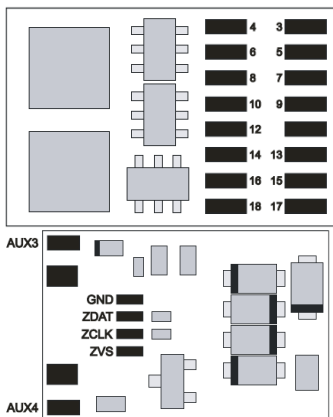 4 3
6 5
8 7
10 9
12
14 13
16 15
18 17
AUX3
GND
ZDAT
ZCLK
ZVS
AUX4